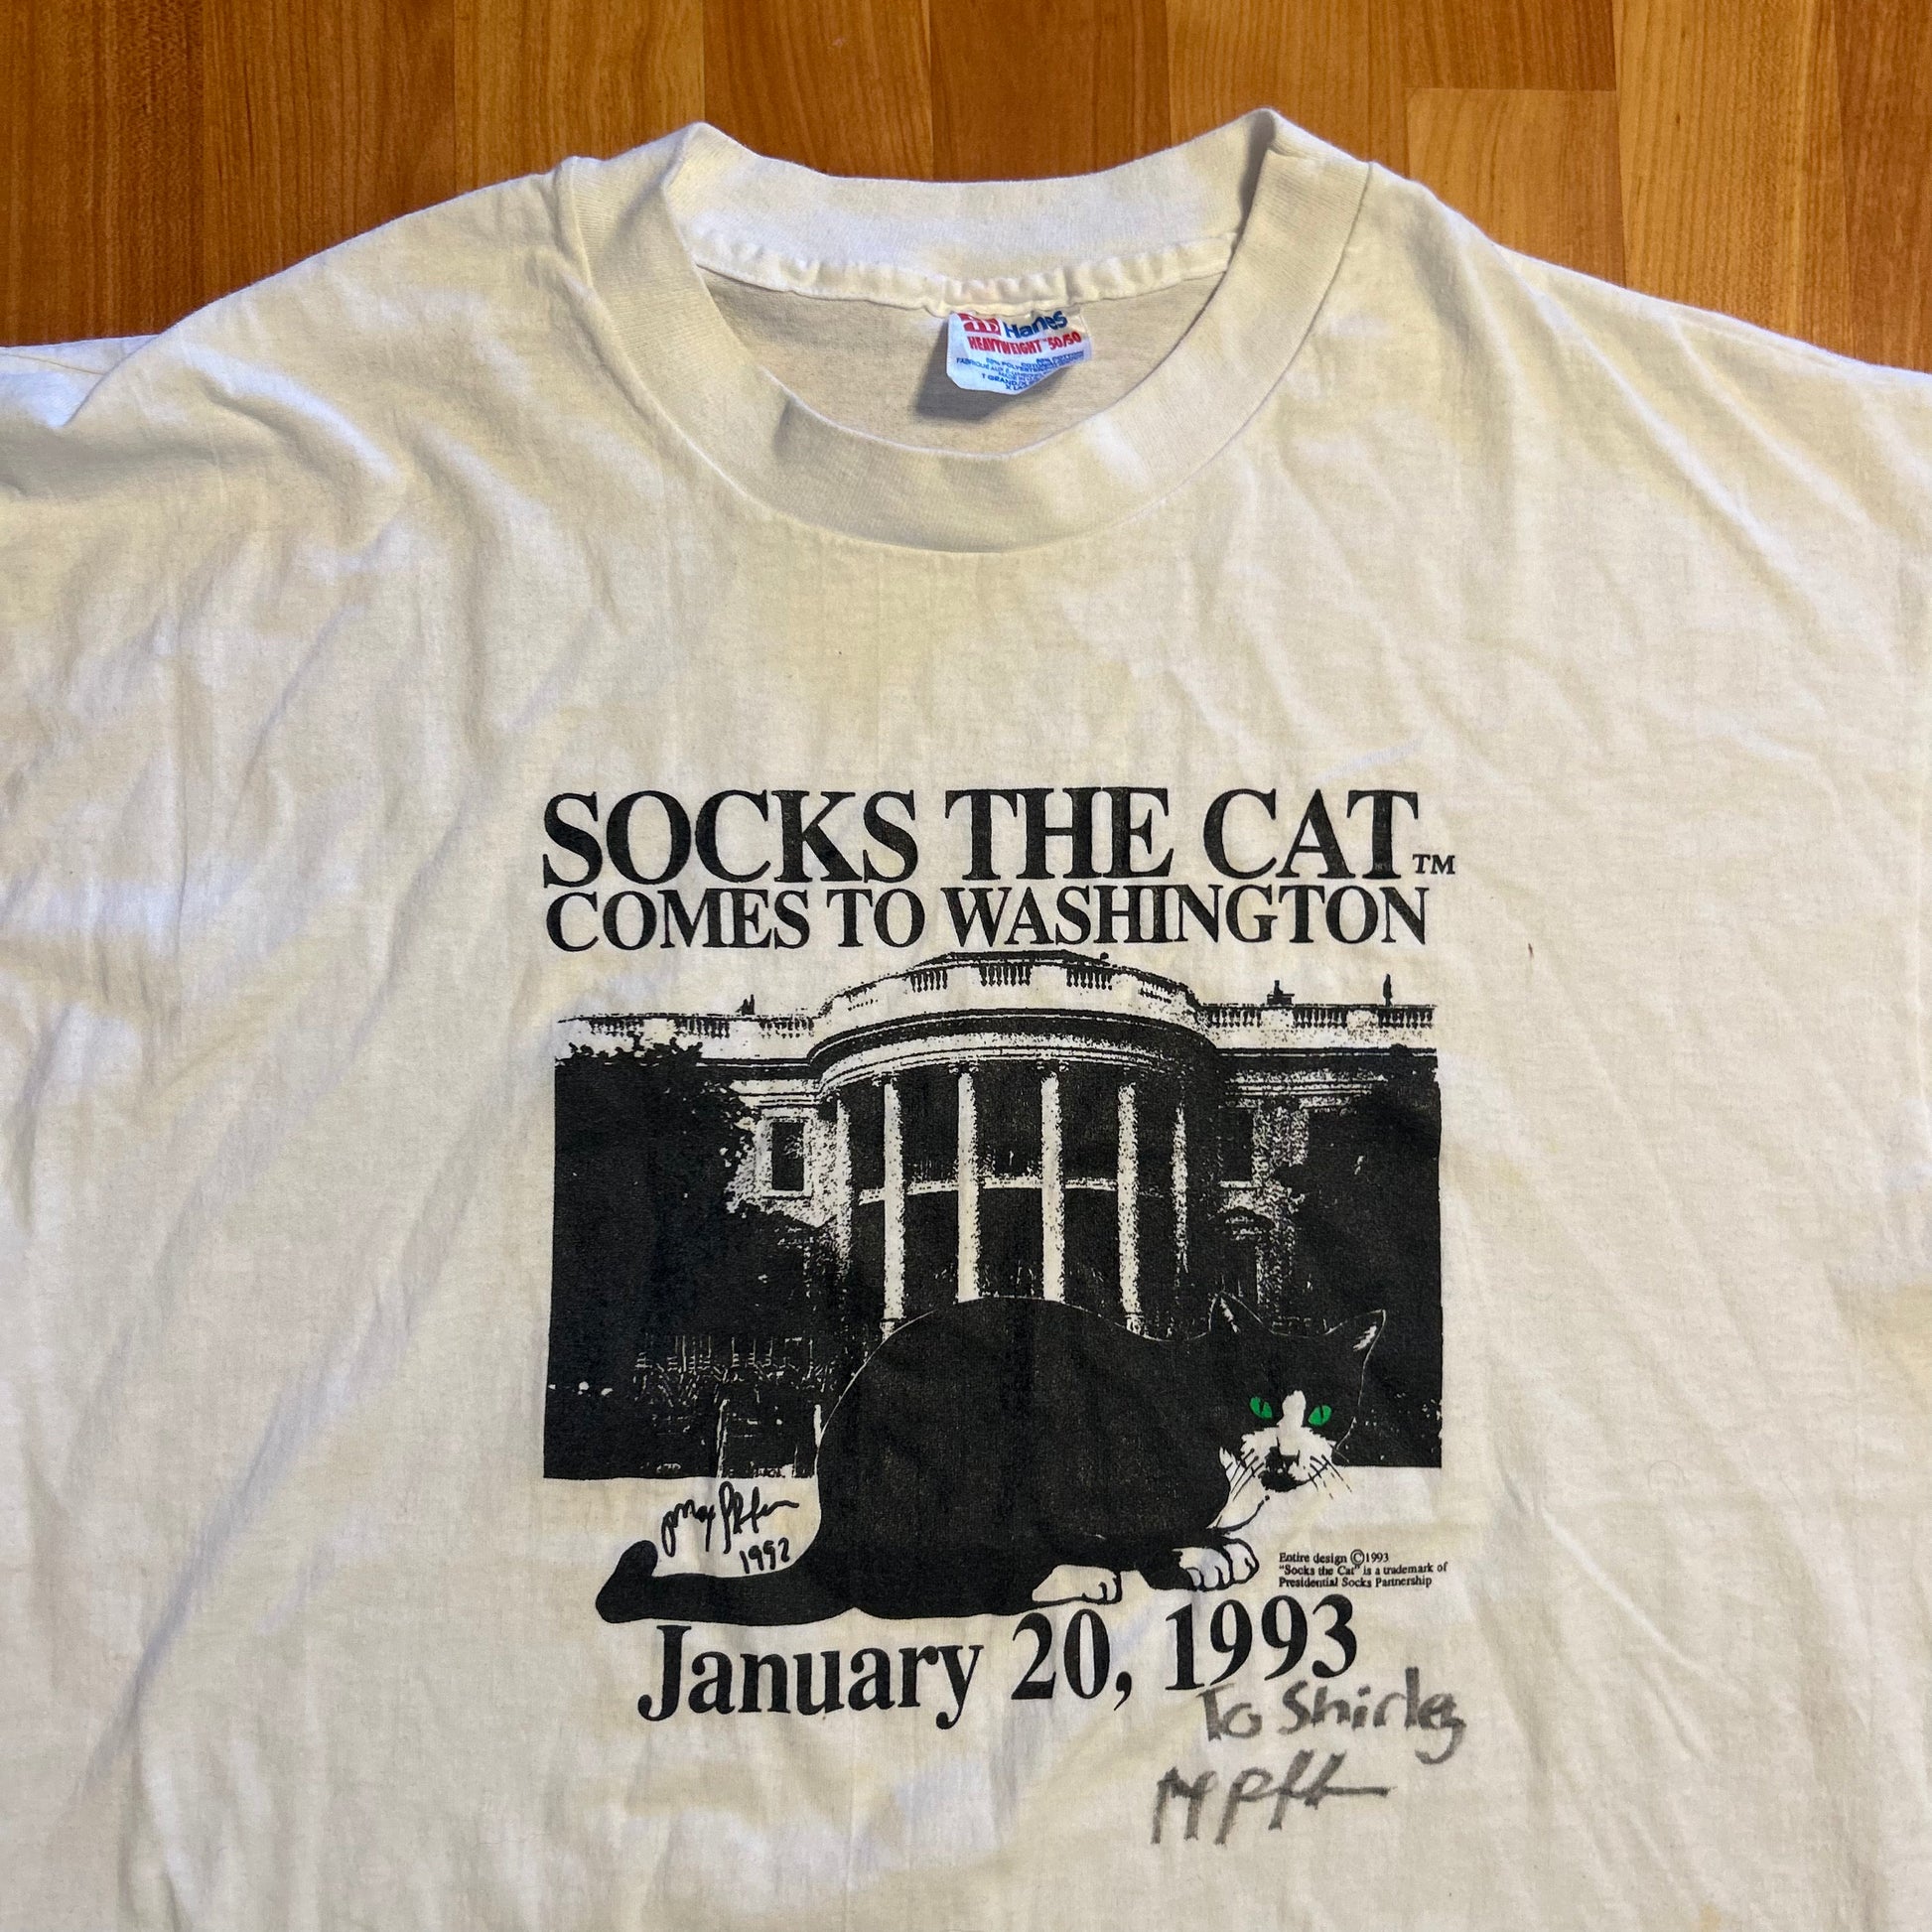 Hanes
HEAVYWEIGHT 50/50
SOCKS THE CAT™
COMES TO WASHINGTON
1992
Entire design ©1993
"Socks the Cat" is a trademark of
Presidential Socks Partnership
January 20, 1993
To Shirley